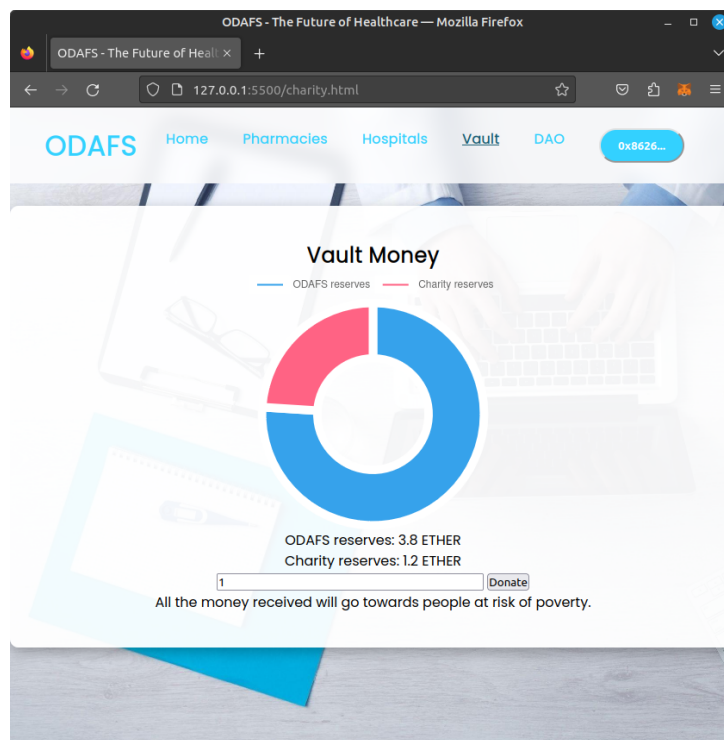 ODAFS - The Future of Healthcare — Mozilla Firefox
ODAFS - The Future of Healt
127.0.0.1:5500/charity.html
ODAFS Home Pharmacies Hospitals Vault DAO 0x8626...
Vault Money
ODAFS reserves Charity reserves
ODAFS reserves: 3.8 ETHER
Charity reserves: 1.2 ETHER
1 Donate
All the money received will go towards people at risk of poverty.